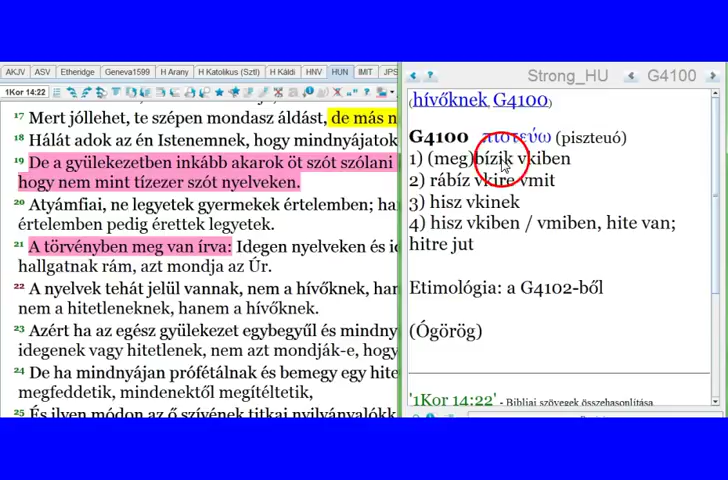 AKJV ASV Etheridge Geneva1599 H Arany H Katolikus (Sztl) H Káldi HNV HUN IMIT JPS
1Kor 14:22
17 Mert jóllehet, te szépen mondasz áldást, de más n
18 Hálát adok az én Istenemnek, hogy mindnyájatok
19 De a gyülekezetben inkább akarok öt szót szólani
hogy nem mint tízezer szót nyelveken.
20 Atyámfiai, ne legyetek gyermekek értelemben; han
értelemben pedig érettek legyetek.
21 A törvényben meg van írva: Idegen nyelveken és id
hallgatnak rám, azt mondja az Úr.
22 A nyelvek tehát jelül vannak, nem a hívőknek, han
nem a hitetleneknek, hanem a hívőknek.
23 Azért ha az egész gyülekezet egybegyűl és mindny
idegenek vagy hitetlenek, nem azt mondják-e, hogy
24 De ha mindnyájan prófétálnak és bemegy egy hite
megfeddetik, mindenektől megítéltetik,
25 És ilyen módon az ő szívének titkai nyilvánvalókk
Strong_HU G4100
(hívőknek G4100)
G4100 πιστεύω (piszteuó)
1) (meg)bízik vkiben
2) rábíz vkire vmit
3) hisz vkinek
4) hisz vkiben / vmiben, hite van;
hitre jut
Etimológia: a G4102-ből
(Ógörög)
'1Kor 14:22' - Bibliai szövegek összehasonlítása